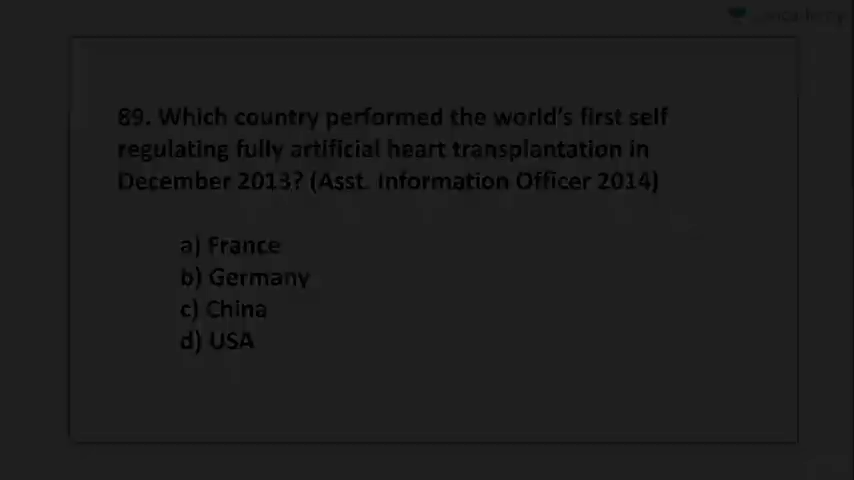 89. Which country performed the world's first self
regulating fully artificial heart transplantation in
December 2013? (Asst. Information Officer 2014)
a) France
b) Germany
c) China
d) USA